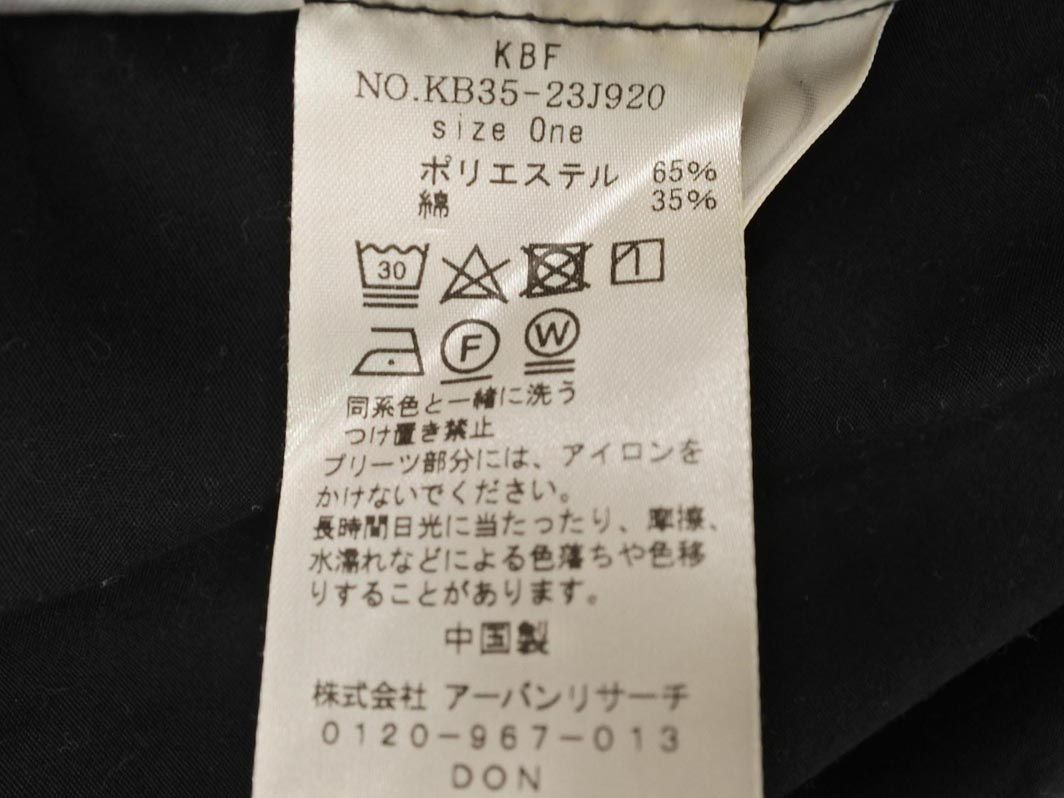 KBF
NO.KB35-23J920
size One
ポリエステル 65%
綿 35%
30
F W
同系色と一緒に洗う
つけ置き禁止
プリーツ部分には、アイロンを
かけないでください。
長時間日光に当たったり、摩擦、
水濡れなどによる色落ちや色移
りすることがあります。
中国製
株式会社 アーバンリサーチ
0120-967-013
DON